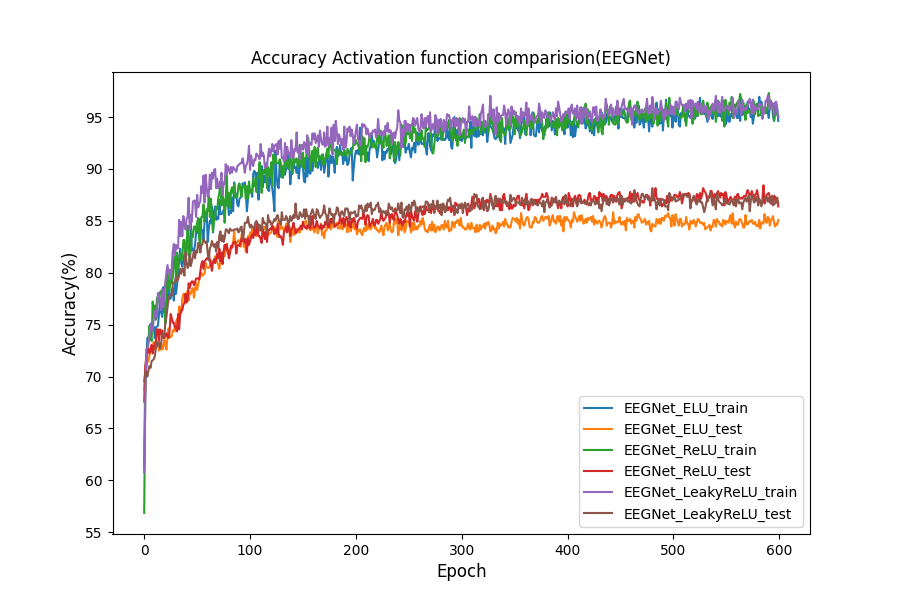 Accuracy Activation function comparision(EEGNet)
Accuracy(%)
95
90
85
80
75
70
65
60
55
0 100 200 300 400 500 600
Epoch
EEGNet_ELU_train
EEGNet_ELU_test
EEGNet_ReLU_train
EEGNet_ReLU_test
EEGNet_LeakyReLU_train
EEGNet_LeakyReLU_test